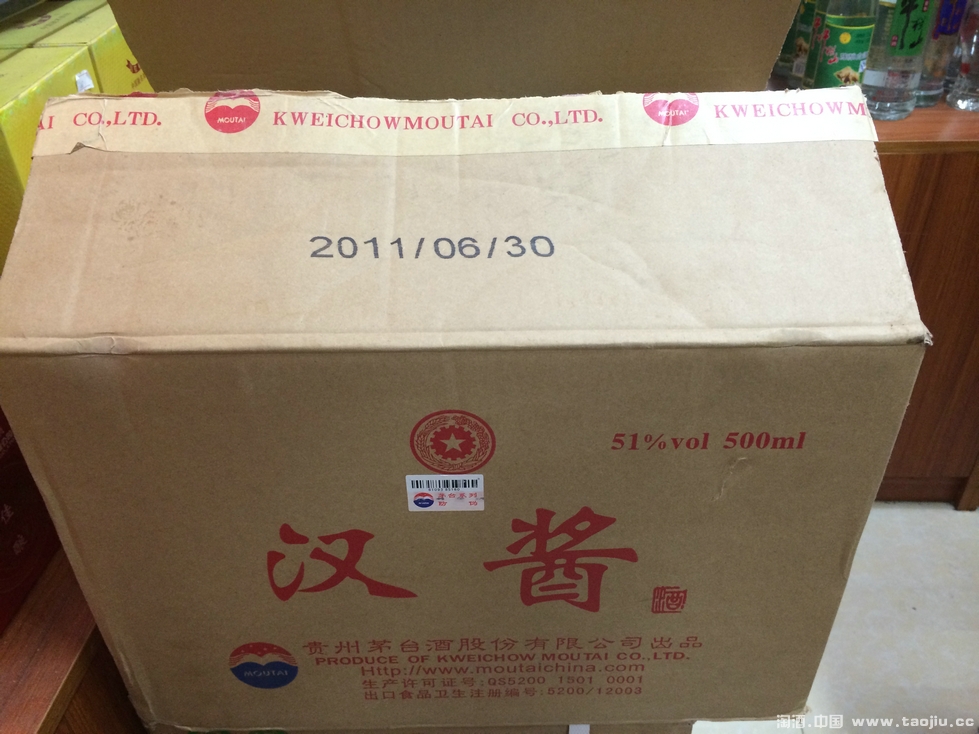 AI CO.,LTD. MOUTAI KWEICHOWMOUTAI CO.,LTD. MOUTAI KWEICHOWM
2011/06/30
51%vol 500ml
汉酱
酒
贵州茅台酒股份有限公司出品
PRODUCE OF KWEICHOW MOUTAI CO.,LTD.
MOUTAI
Http://www.moutaichina.com
生产许可证号:QS5200 1501 0001
出口食品卫生注册编号:5200/12003
淘酒.中国 www.taojiu.cc